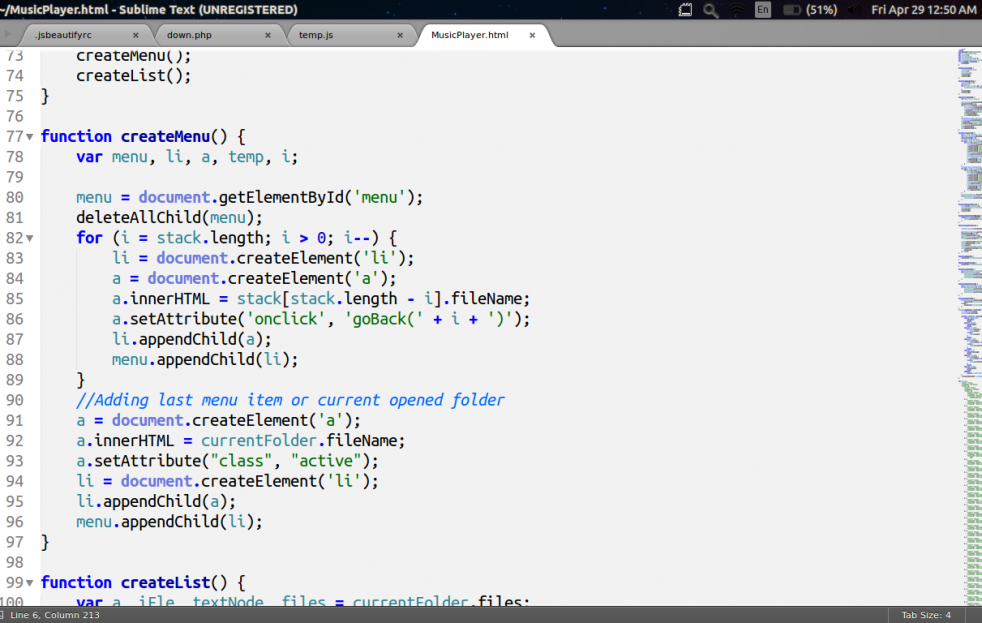 ~/MusicPlayer.html - Sublime Text (UNREGISTERED) En (51%) Fri Apr 29 12:50 AM
.jsbeautifyrc × down.php × temp.js × MusicPlayer.html ×
73 createMenu();
74 createList();
75 }
76
77 function createMenu() {
78 var menu, li, a, temp, i;
79
80 menu = document.getElementById('menu');
81 deleteAllChild(menu);
82 for (i = stack.length; i > 0; i--) {
83 li = document.createElement('li');
84 a = document.createElement('a');
85 a.innerHTML = stack[stack.length - i].fileName;
86 a.setAttribute('onclick', 'goBack(' + i + ')');
87 li.appendChild(a);
88 menu.appendChild(li);
89 }
90 //Adding last menu item or current opened folder
91 a = document.createElement('a');
92 a.innerHTML = currentFolder.fileName;
93 a.setAttribute("class", "active");
94 li = document.createElement('li');
95 li.appendChild(a);
96 menu.appendChild(li);
97 }
98
99 function createList() {
100 var a, iEle, textNode, files = currentFolder.files;
Line 6, Column 213 Tab Size: 4